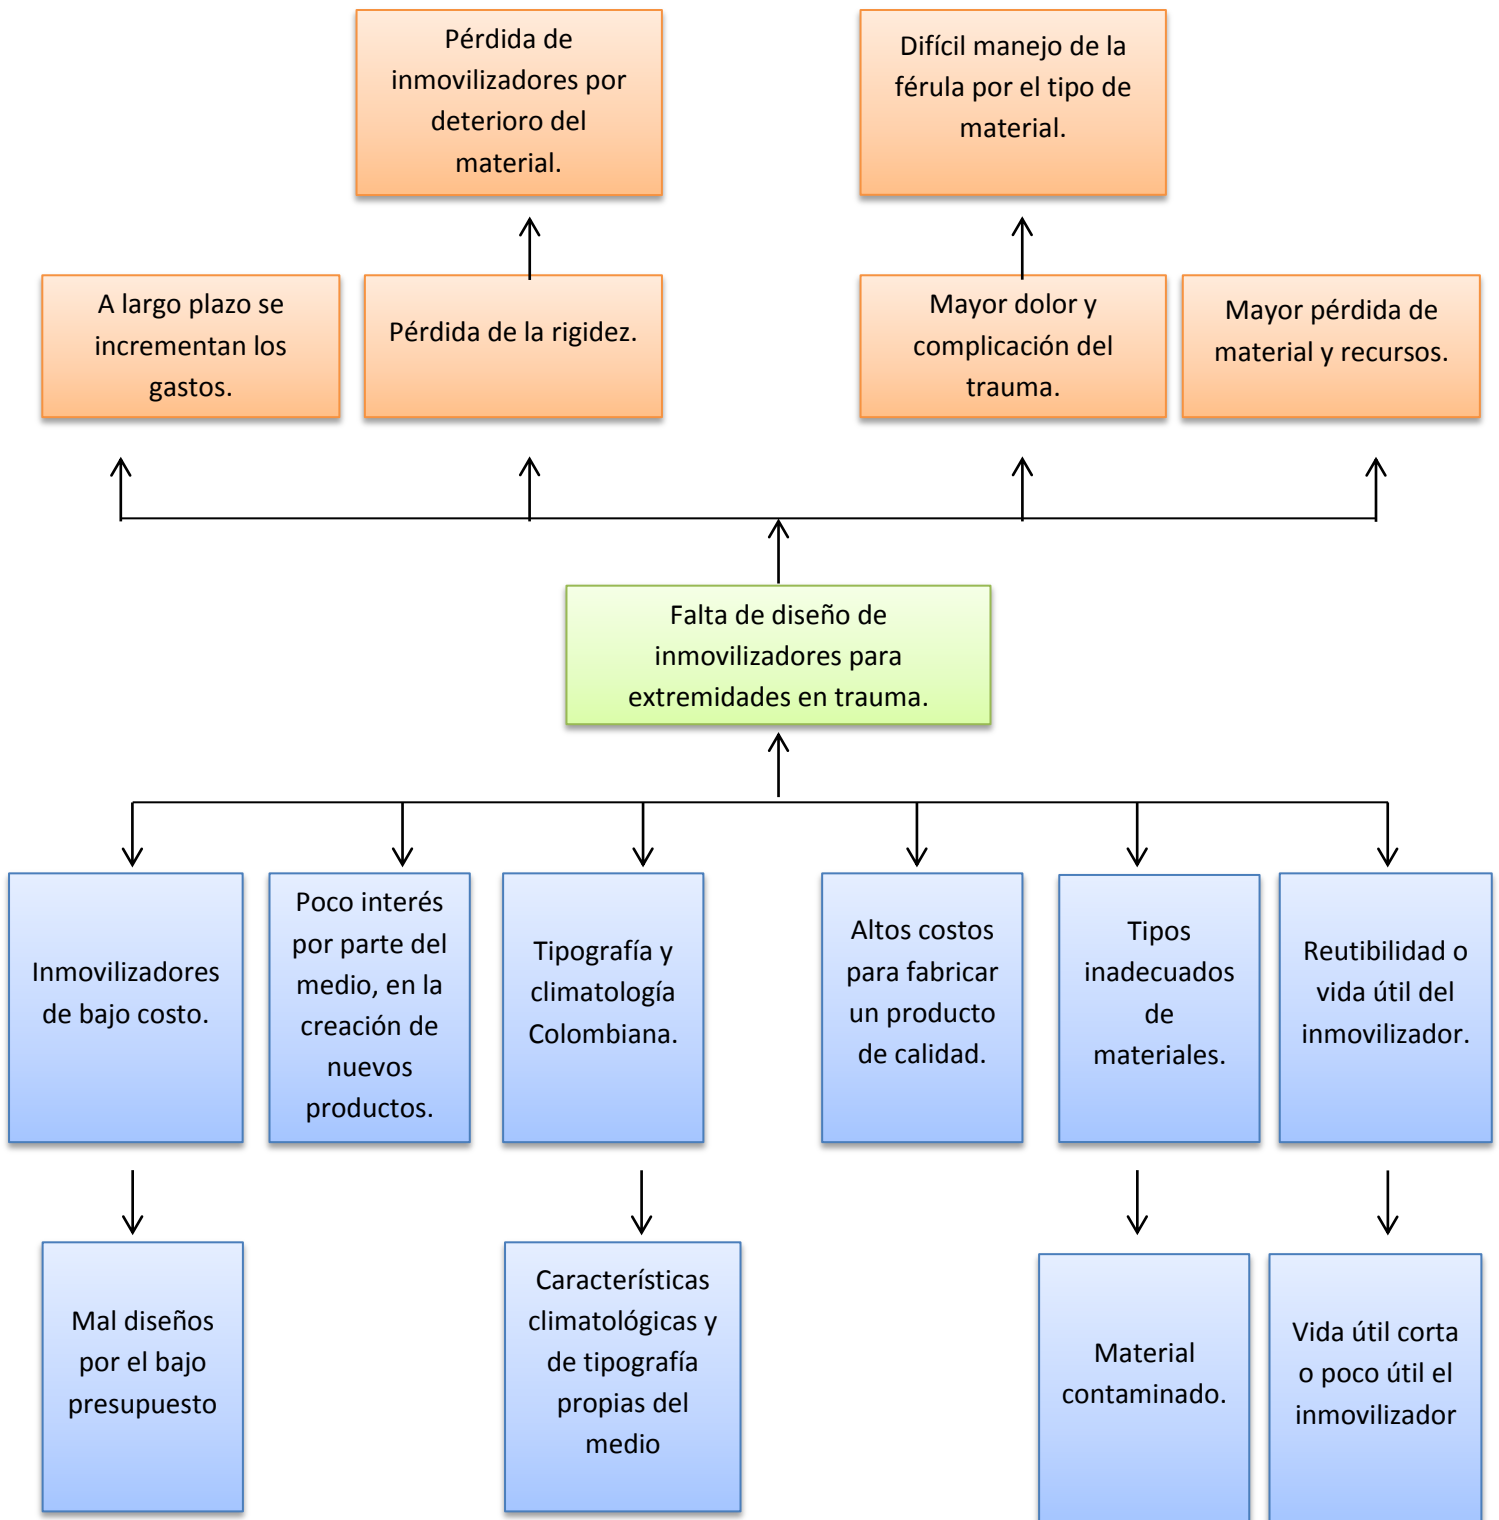 Pérdida de
inmovilizadores por
deterioro del
material.
Difícil manejo de la
férula por el tipo de
material.
A largo plazo se
incrementan los
gastos.
Pérdida de la rigidez.
Mayor dolor y
complicación del
trauma.
Mayor pérdida de
material y recursos.
Falta de diseño de
inmovilizadores para
extremidades en trauma.
Inmovilizadores
de bajo costo.
Poco interés
por parte del
medio, en la
creación de
nuevos
productos.
Tipografía y
climatología
Colombiana.
Altos costos
para fabricar
un producto
de calidad.
Tipos
inadecuados
de
materiales.
Reutibilidad o
vida útil del
inmovilizador.
Mal diseños
por el bajo
presupuesto
Características
climatológicas y
de tipografía
propias del
medio
Material
contaminado.
Vida útil corta
o poco útil el
inmovilizador